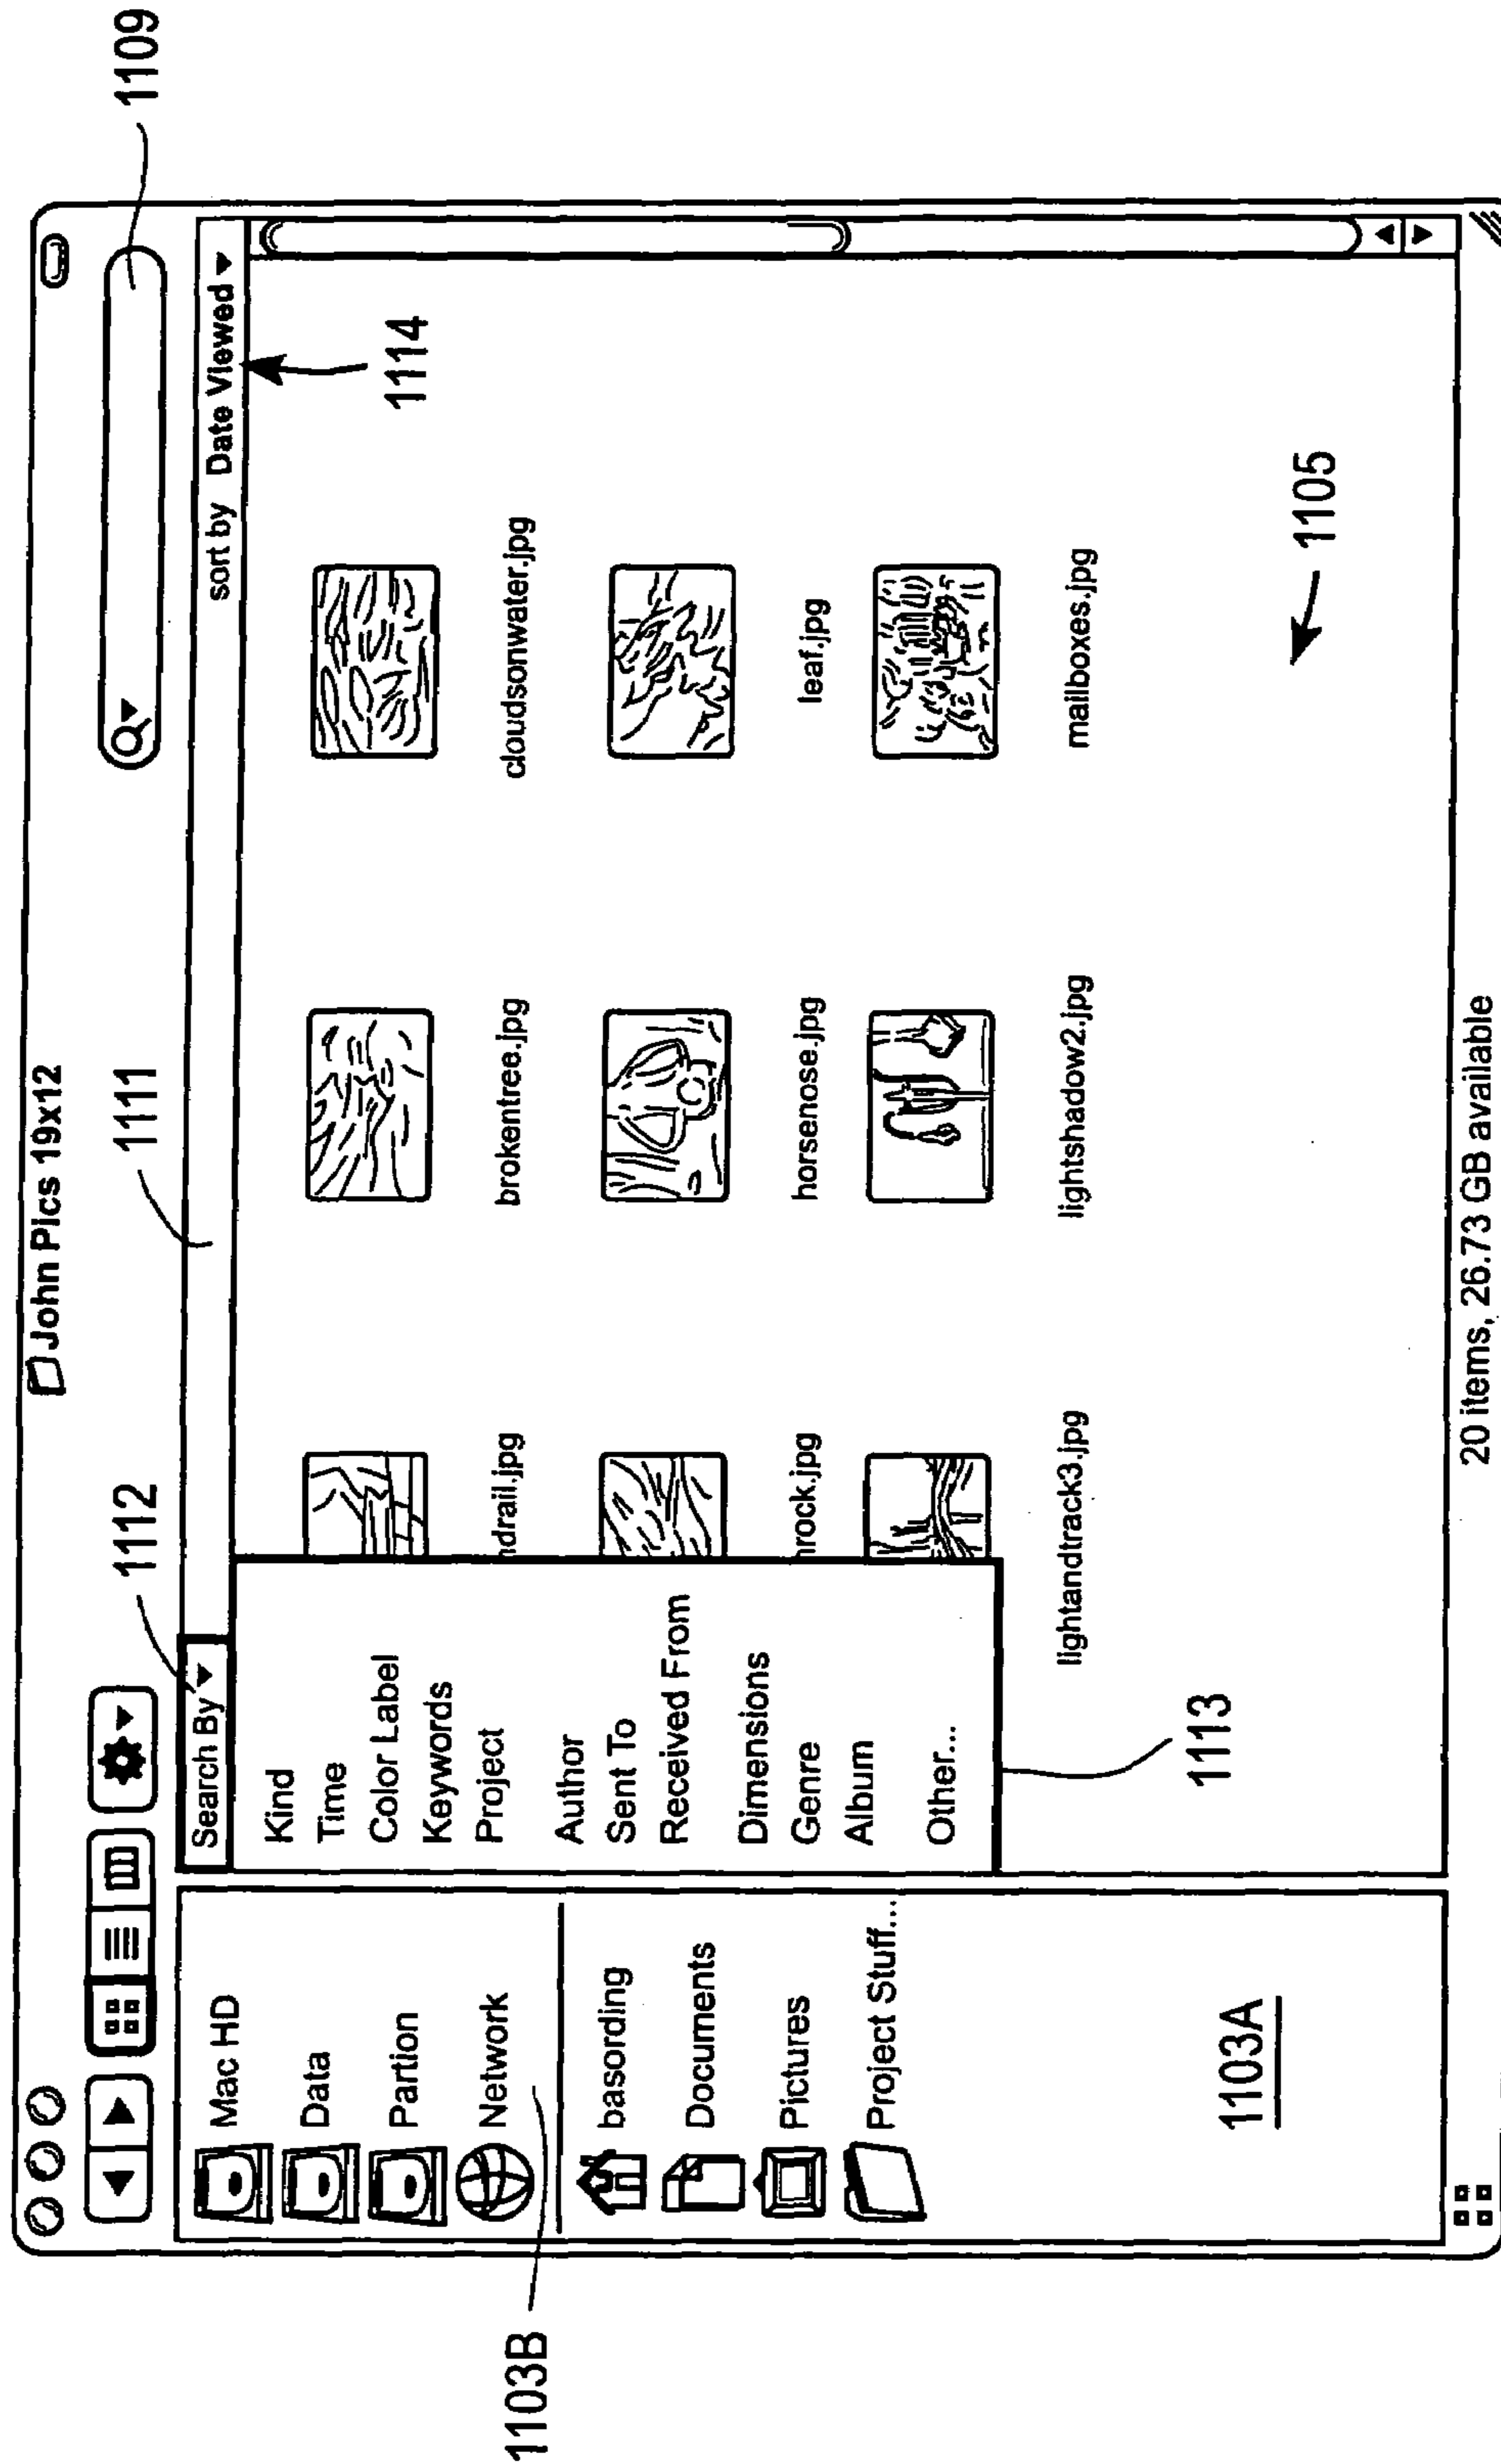 John Pics 19x12
1111
1112
1109
Search By
sort by Date Viewed
1114
Mac HD
Data
Partion
Network
1103B
basording
Documents
Pictures
Project Stuff...
1103A
Kind
Time
Color Label
Keywords
Project
Author
Sent To
Received From
Dimensions
Genre
Album
Other...
1113
ndrail.jpg
brokentree.jpg
cloudsonwater.jpg
nrock.jpg
horsenose.jpg
leaf.jpg
lightandtrack3.jpg
lightshadow2.jpg
mailboxes.jpg
1105
20 items, 26.73 GB available